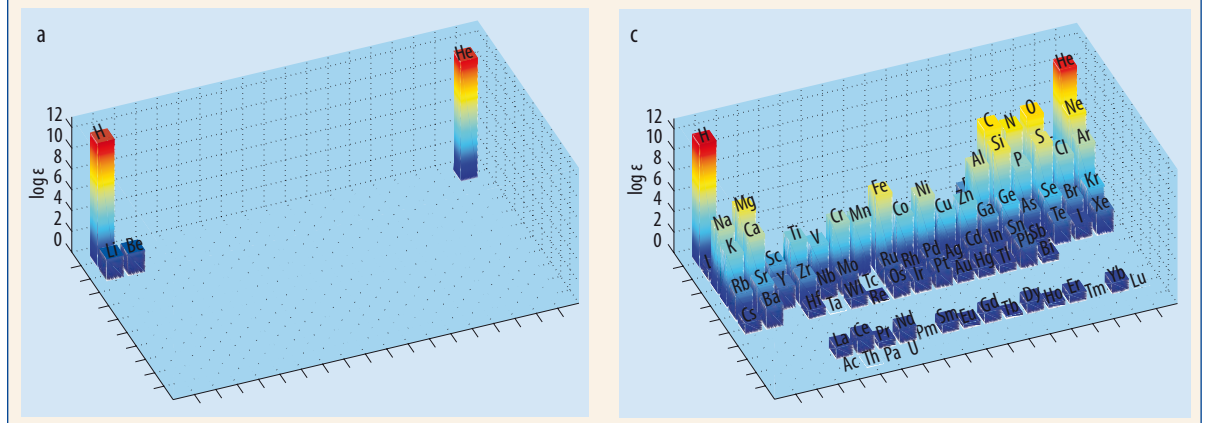 a
12
10
8
6
4
2
0
log ε
H
He
Li Be
c
12
10
8
6
4
2
0
log ε
H
He
C N O Ne
Na Mg Al Si P S Cl Ar
K Ca Sc Ti V Cr Mn Fe Co Ni Cu Zn Ga Ge As Se Br Kr
Rb Sr Y Zr Nb Mo Ru Rh Pd Ag Cd In Sn Sb Te I Xe
Cs Ba Hf Ta W Re Os Ir Pt Au Hg Tl Pb Bi
La Ce Pr Nd Pm Sm Eu Gd Tb Dy Ho Er Tm Yb Lu
Ac Th Pa U